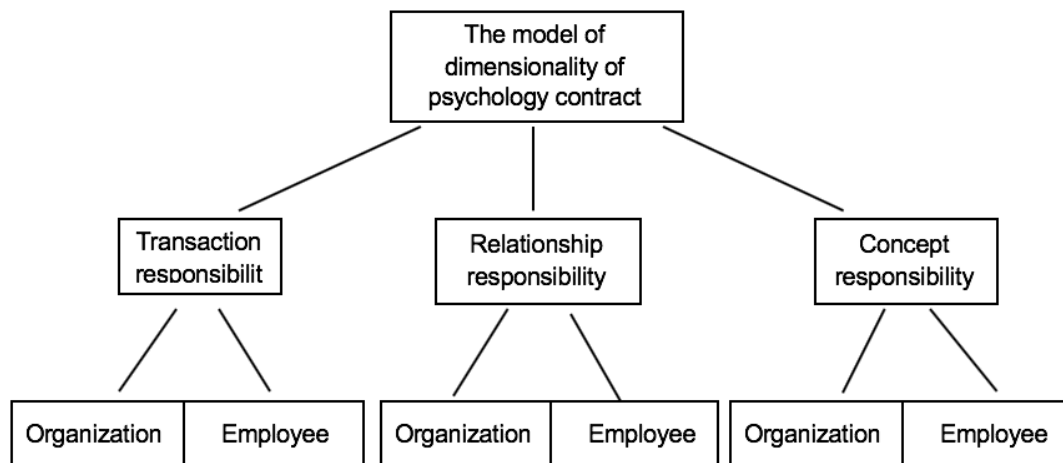 The model of
dimensionality of
psychology contract
Transaction
responsibilit
Relationship
responsibility
Concept
responsibility
Organization
Employee
Organization
Employee
Organization
Employee